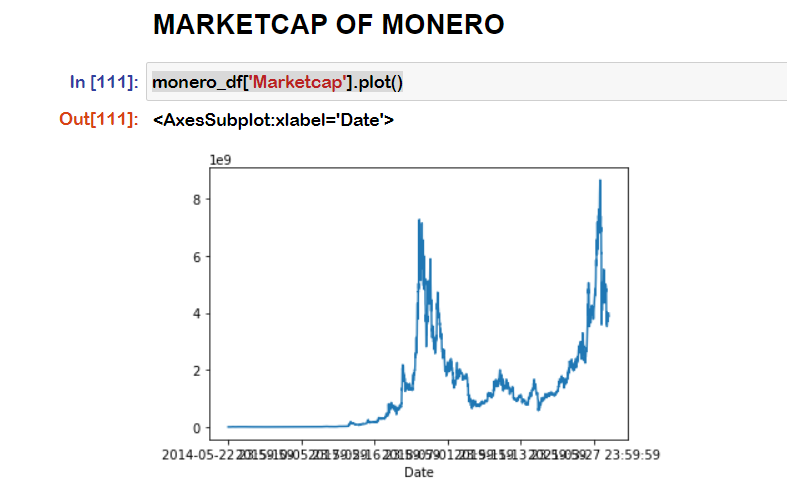 MARKETCAP OF MONERO
In [111]: monero_df['Marketcap'].plot()
Out[111]: <AxesSubplot:xlabel='Date'>
1e9
8
6
4
2
0
2014-05-22 23:59:59
Date